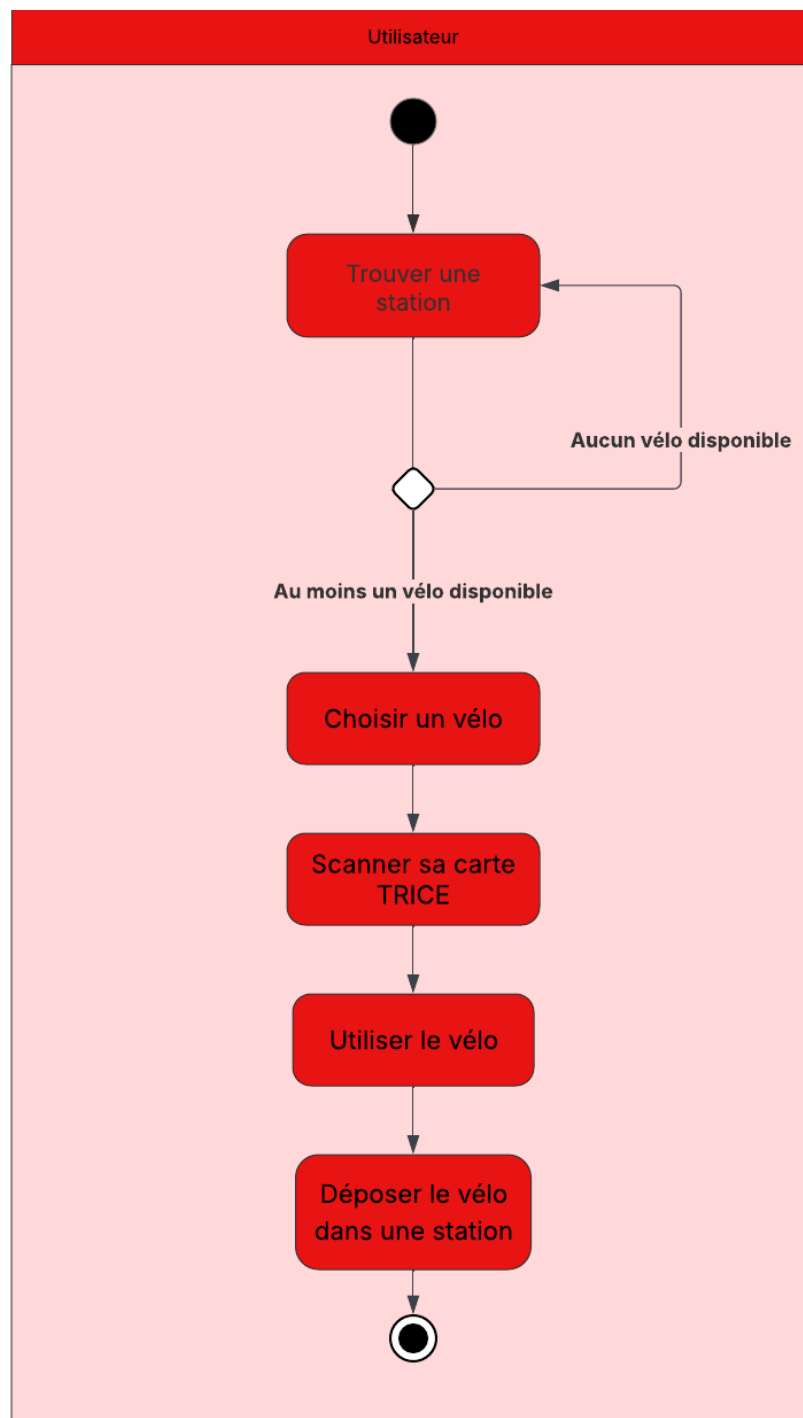 Utilisateur
Trouver une
station
Aucun vélo disponible
Au moins un vélo disponible
Choisir un vélo
Scanner sa carte
TRICE
Utiliser le vélo
Déposer le vélo
dans une station